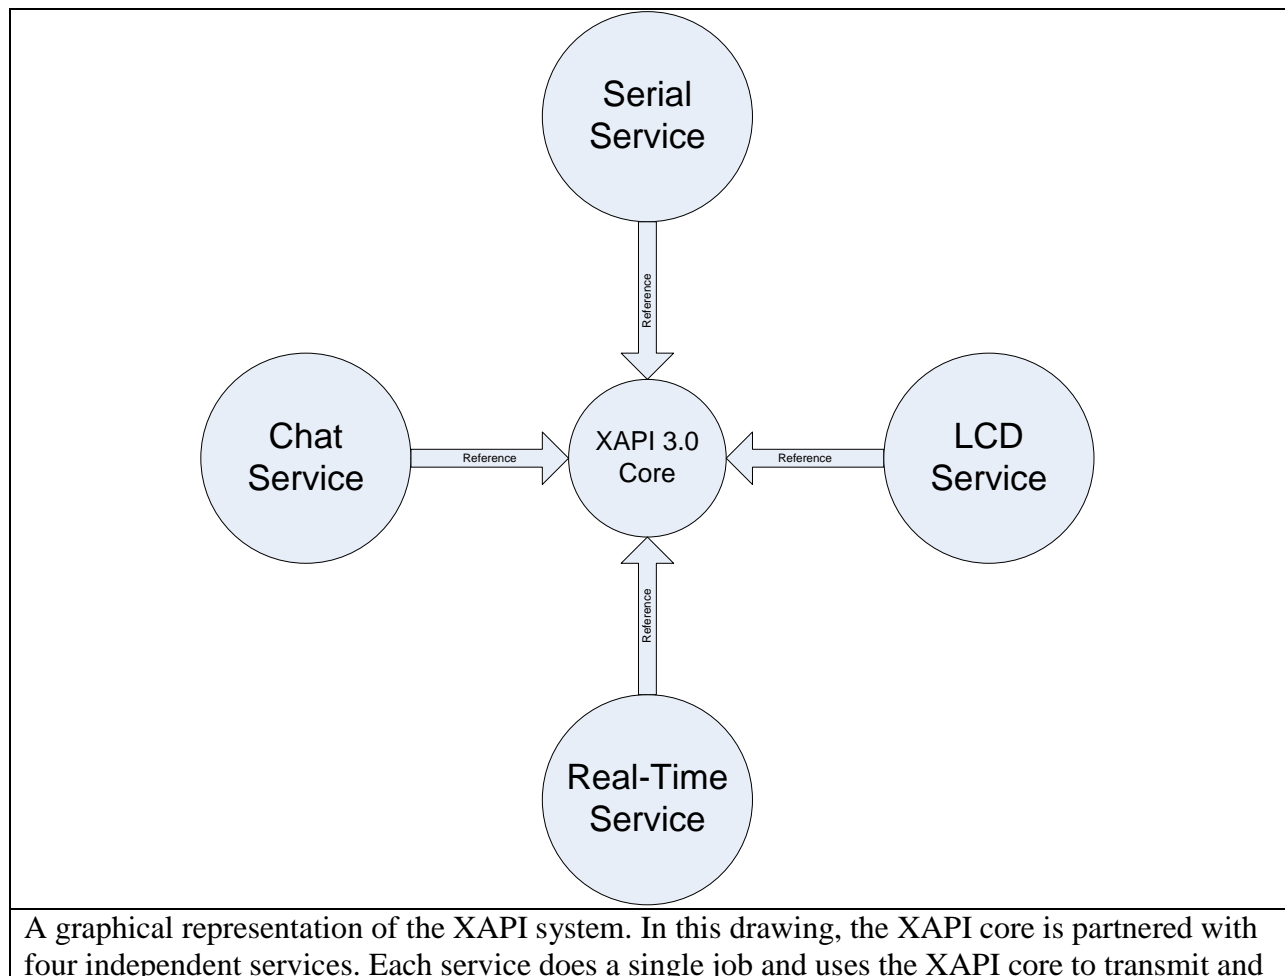 Serial
Service
Reference
Chat
Service
Reference
XAPI 3.0
Core
Reference
LCD
Service
Reference
Real-Time
Service
A graphical representation of the XAPI system. In this drawing, the XAPI core is partnered with
four independent services. Each service does a single job and uses the XAPI core to transmit and